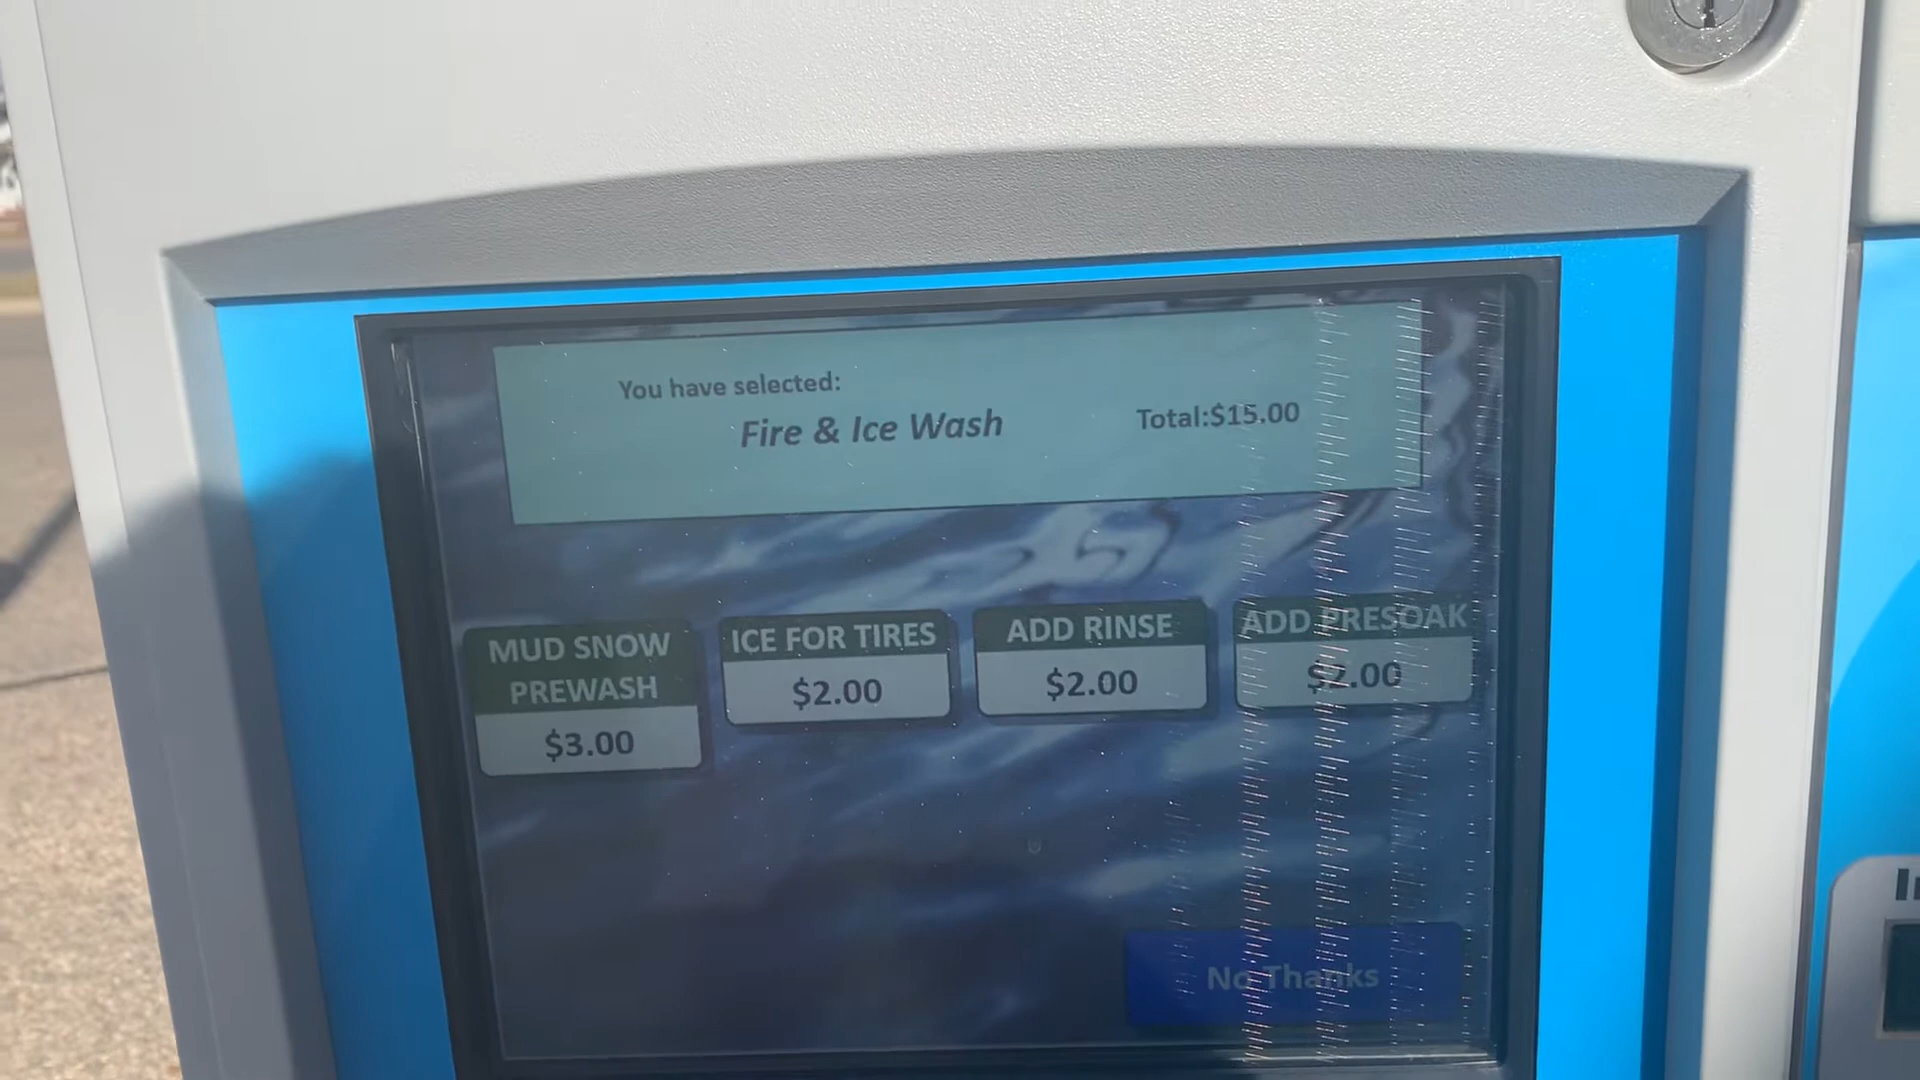 You have selected:
Fire & Ice Wash
Total:$15.00
MUD SNOW
PREWASH
$3.00
ICE FOR TIRES
$2.00
ADD RINSE
$2.00
ADD PRESOAK
$2.00
No Thanks